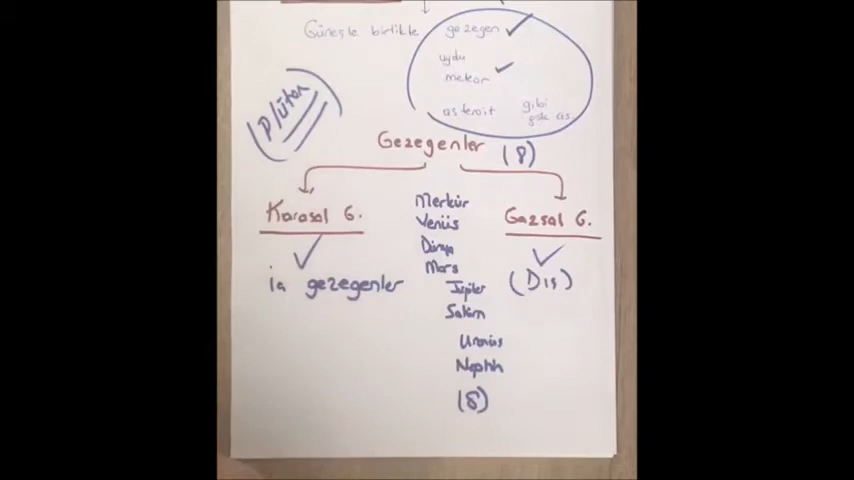 Güneşle birlikte gezegen
uydu
meteor
asteroit gibi
Plüton
Gezegenler (8)
Karasal G.
Gazsal G.
iç gezegenler
(Dış)
Merkür
Venüs
Dünya
Mars
Jüpiter
Satürn
Uranüs
Neptün
(8)